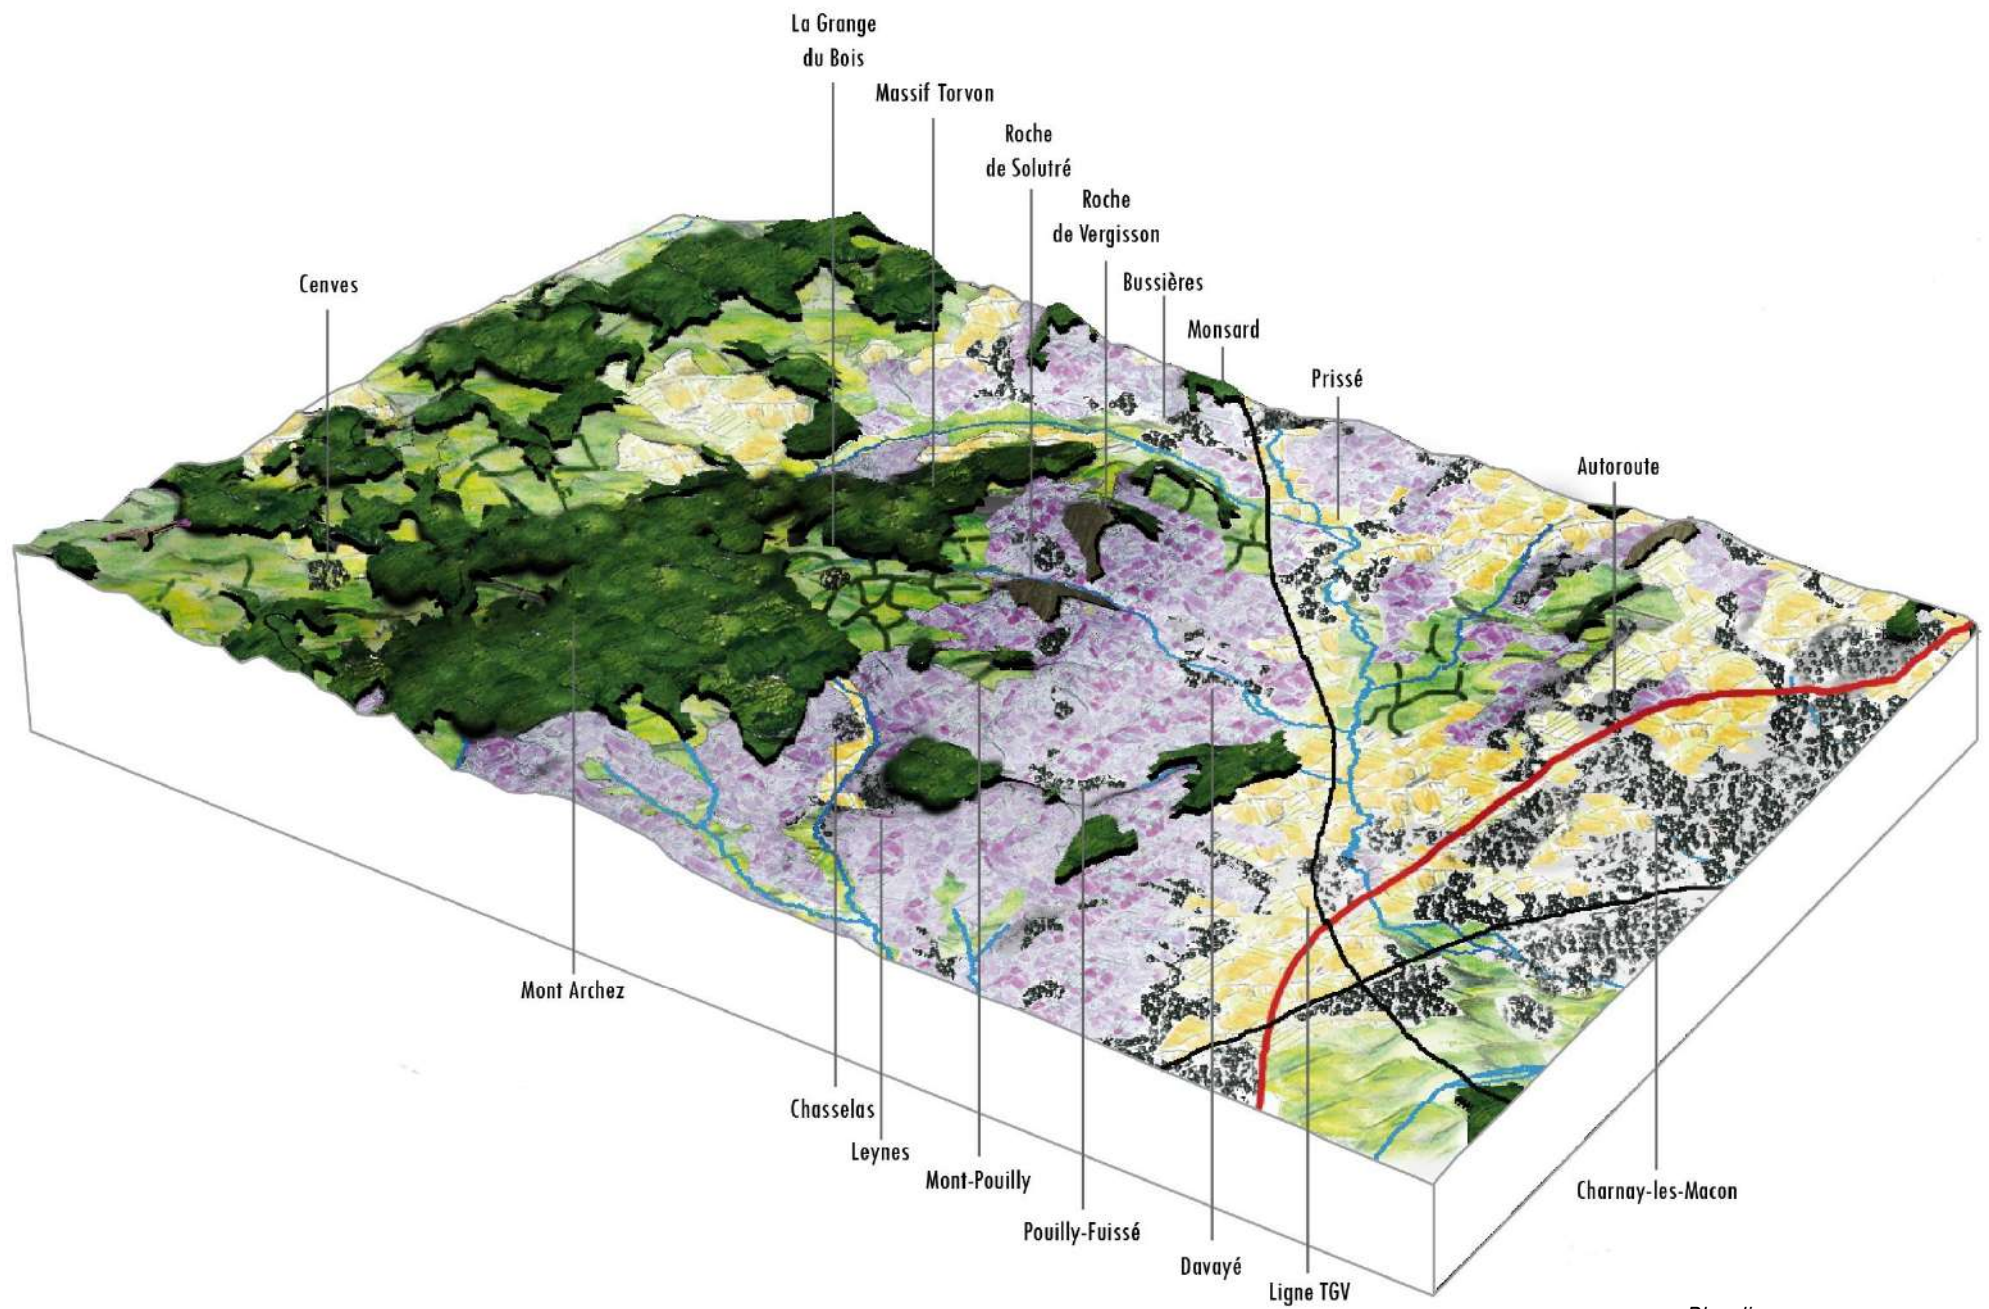 La Grange
du Bois
Massif Torvon
Roche
de Solutré
Roche
de Vergisson
Bussières
Cenves
Monsard
Prissé
Autoroute
Mont Archez
Chasselas
Leynes
Mont-Pouilly
Pouilly-Fuissé
Davayé
Ligne TGV
Charnay-les-Macon